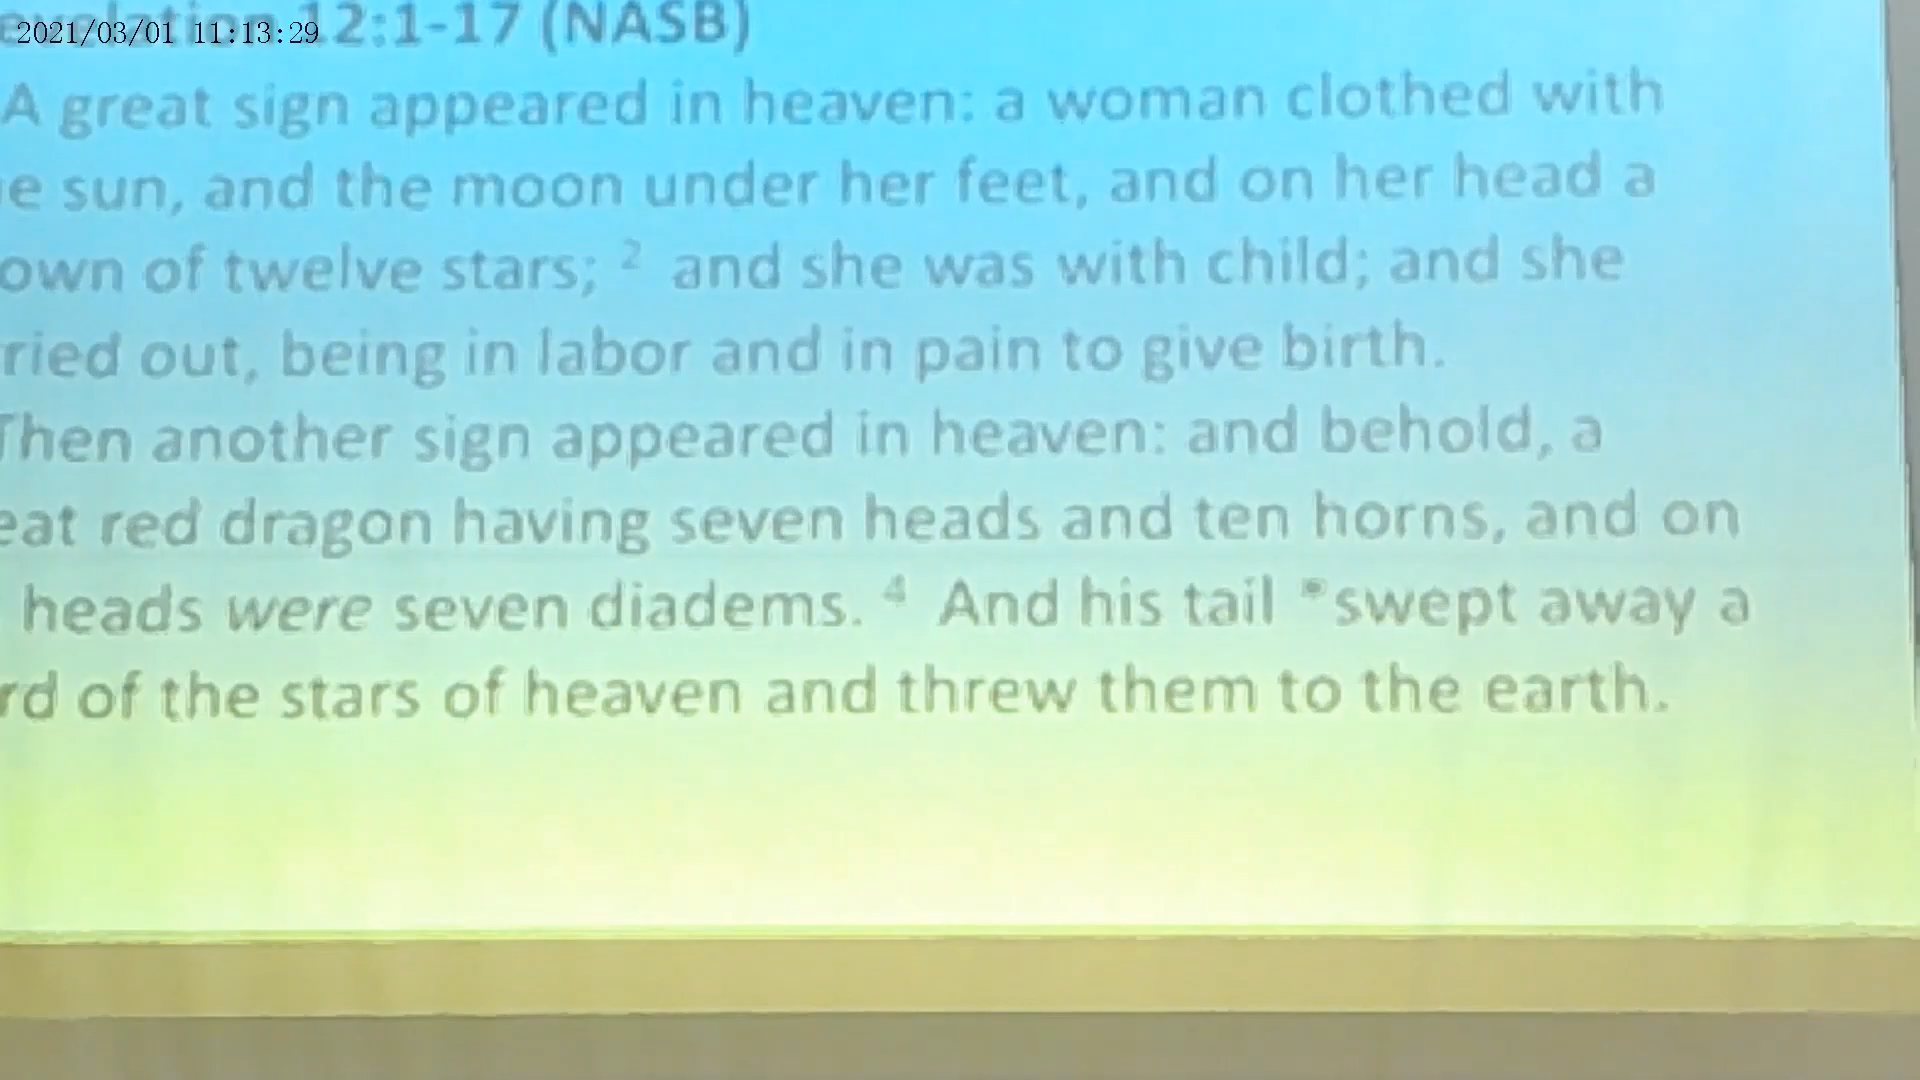 2021/03/01 11:13:29
12:1-17 (NASB)
A great sign appeared in heaven: a woman clothed with
e sun, and the moon under her feet, and on her head a
own of twelve stars; 2 and she was with child; and she
ried out, being in labor and in pain to give birth.
Then another sign appeared in heaven: and behold, a
eat red dragon having seven heads and ten horns, and on
heads were seven diadems. 4 And his tail *swept away a
rd of the stars of heaven and threw them to the earth.